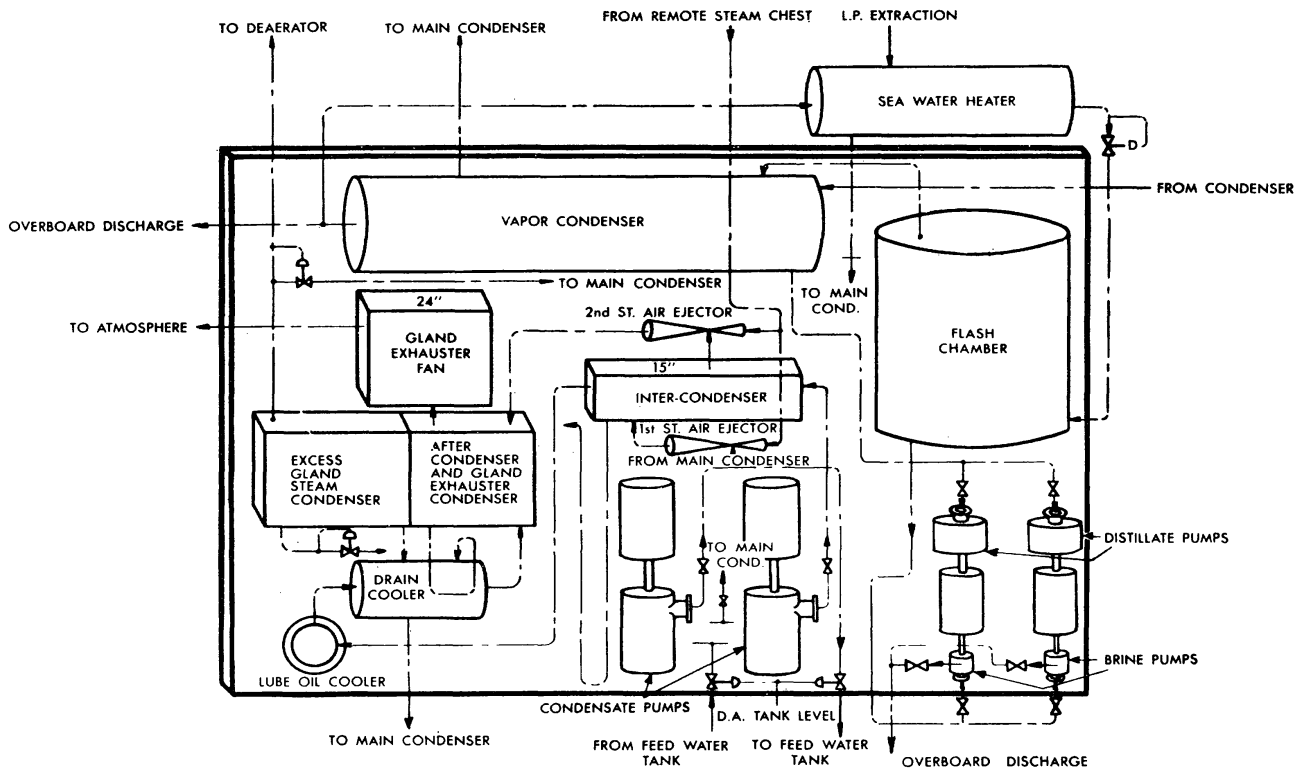 FROM REMOTE STEAM CHEST
L.P. EXTRACTION
TO DEAERATOR
TO MAIN CONDENSER
SEA WATER HEATER
D
FROM CONDENSER
OVERBOARD DISCHARGE
VAPOR CONDENSER
TO MAIN CONDENSER
TO MAIN
COND.
24"
2nd ST. AIR EJECTOR
TO ATMOSPHERE
GLAND
EXHAUSTER
FAN
FLASH
CHAMBER
15"
INTER-CONDENSER
1st ST. AIR EJECTOR
FROM MAIN CONDENSER
EXCESS
GLAND
STEAM
CONDENSER
AFTER
CONDENSER
AND GLAND
EXHAUSTER
CONDENSER
TO MAIN
COND.
DISTILLATE PUMPS
DRAIN
COOLER
BRINE PUMPS
LUBE OIL COOLER
CONDENSATE PUMPS
D.A. TANK LEVEL
TO MAIN CONDENSER
FROM FEED WATER
TANK
TO FEED WATER
TANK
OVERBOARD DISCHARGE